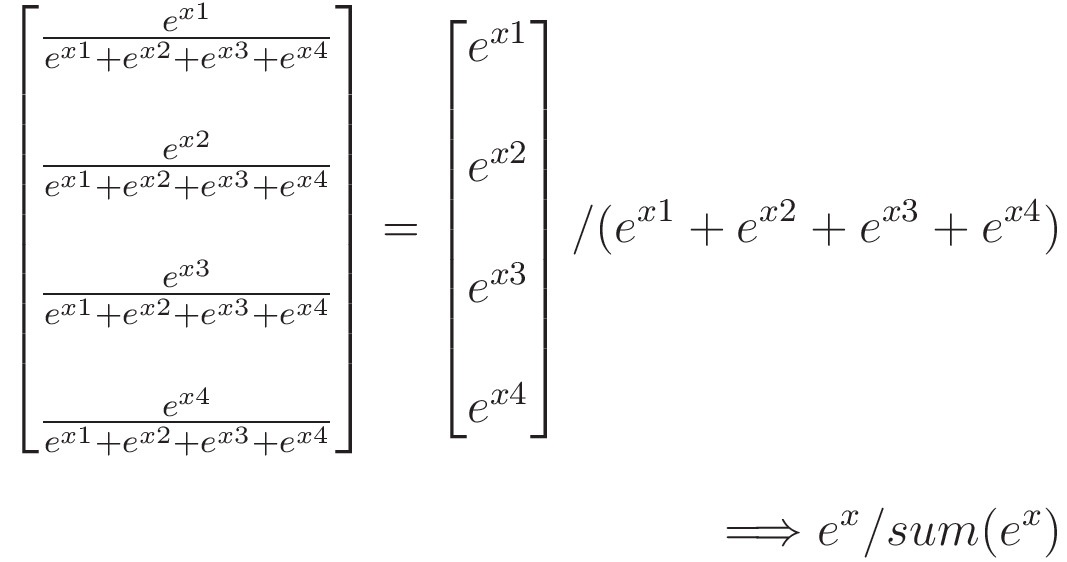 \begin{bmatrix} \frac{e^{x1}}{e^{x1}+e^{x2}+e^{x3}+e^{x4}} \\ \frac{e^{x2}}{e^{x1}+e^{x2}+e^{x3}+e^{x4}} \\ \frac{e^{x3}}{e^{x1}+e^{x2}+e^{x3}+e^{x4}} \\ \frac{e^{x4}}{e^{x1}+e^{x2}+e^{x3}+e^{x4}} \end{bmatrix} = \begin{bmatrix} e^{x1} \\ e^{x2} \\ e^{x3} \\ e^{x4} \end{bmatrix} /(e^{x1} + e^{x2} + e^{x3} + e^{x4})
\Longrightarrow e^{x}/sum(e^{x})